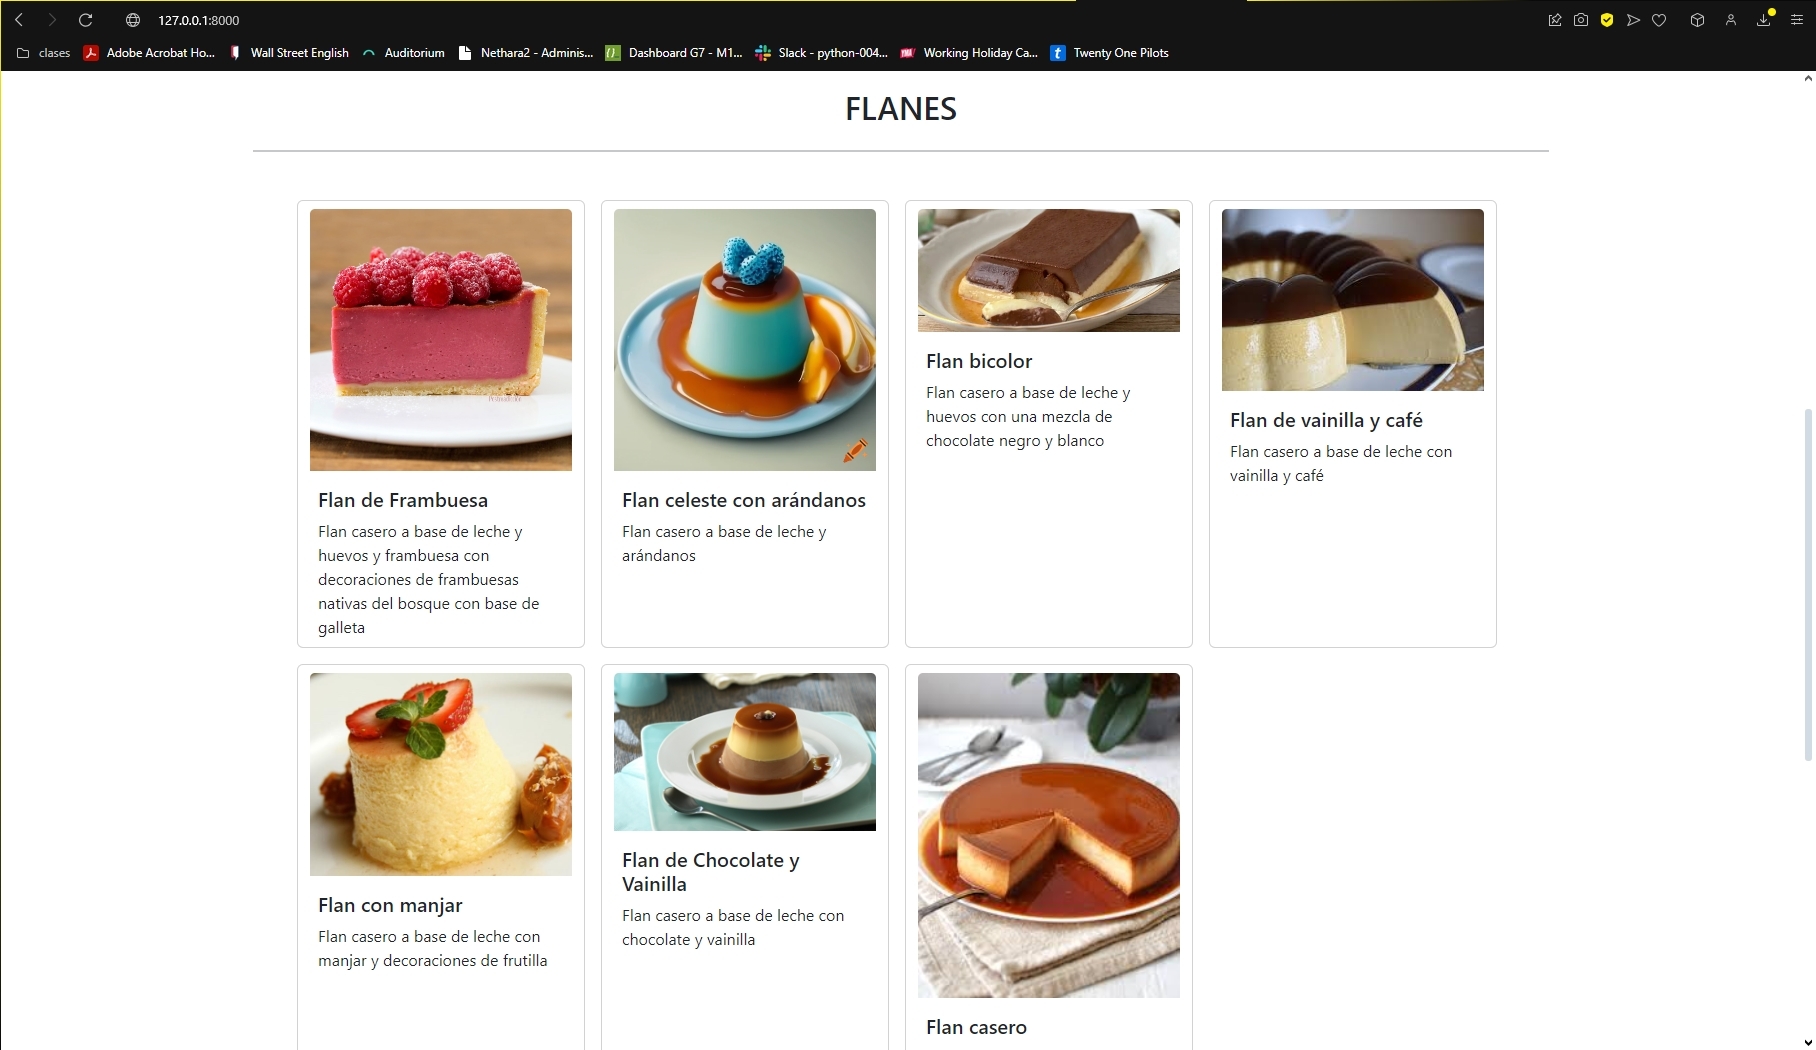 127.0.0.1:8000
clases
Adobe Acrobat Ho...
Wall Street English
Auditorium
Nethara2 - Adminis...
Dashboard G7 - M1...
Slack - python-004...
Working Holiday Ca...
Twenty One Pilots
FLANES
Flan de Frambuesa
Flan casero a base de leche y
huevos y frambuesa con
decoraciones de frambuesas
nativas del bosque con base de
galleta
Flan celeste con arándanos
Flan casero a base de leche y
arándanos
Flan bicolor
Flan casero a base de leche y
huevos con una mezcla de
chocolate negro y blanco
Flan de vainilla y café
Flan casero a base de leche con
vainilla y café
Flan con manjar
Flan casero a base de leche con
manjar y decoraciones de frutilla
Flan de Chocolate y
Vainilla
Flan casero a base de leche con
chocolate y vainilla
Flan casero